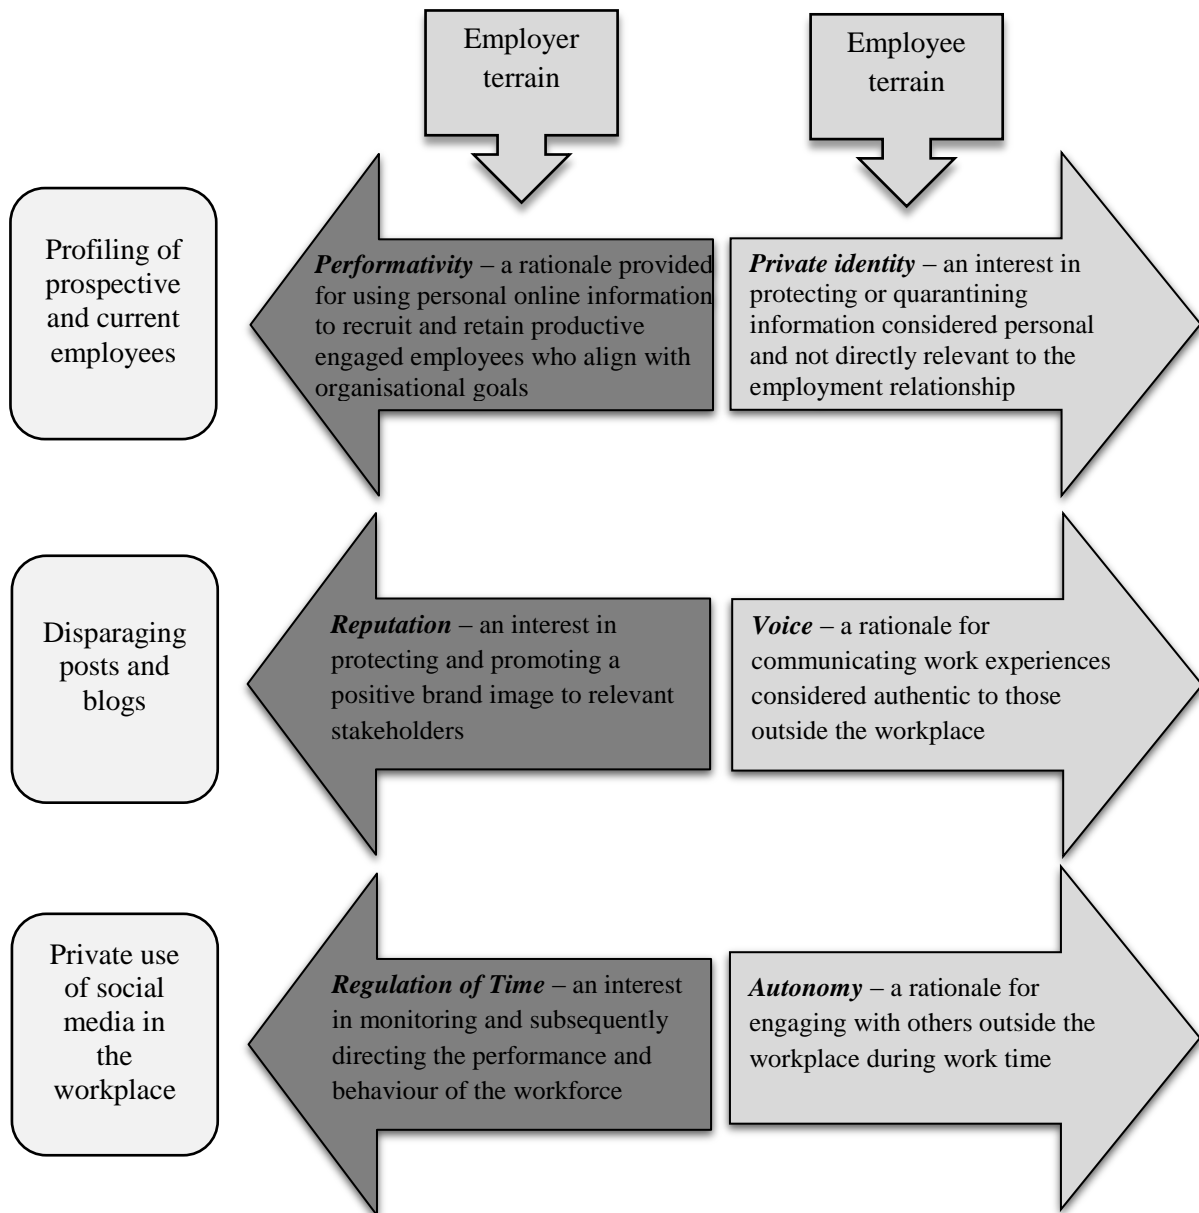 Employer
terrain
Employee
terrain
Profiling of
prospective
and current
employees
Performativity – a rationale provided
for using personal online information
to recruit and retain productive
engaged employees who align with
organisational goals
Private identity – an interest in
protecting or quarantining
information considered personal
and not directly relevant to the
employment relationship
Disparaging
posts and
blogs
Reputation – an interest in
protecting and promoting a
positive brand image to relevant
stakeholders
Voice – a rationale for
communicating work experiences
considered authentic to those
outside the workplace
Private use
of social
media in
the
workplace
Regulation of Time – an interest
in monitoring and subsequently
directing the performance and
behaviour of the workforce
Autonomy – a rationale for
engaging with others outside the
workplace during work time